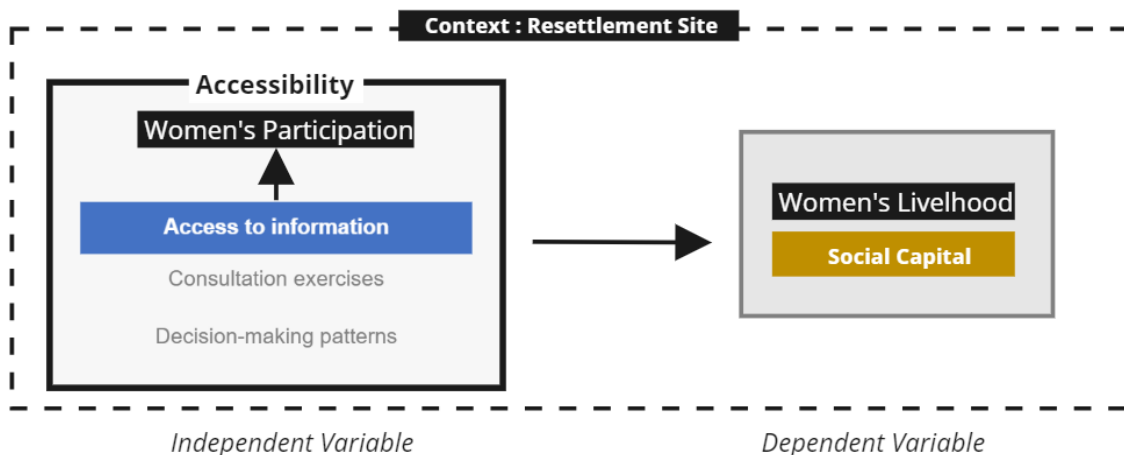 Context : Resettlement Site
Accessibility
Women's Participation
Access to information
Consultation exercises
Decision-making patterns
Women's Livelhood
Social Capital
Independent Variable
Dependent Variable